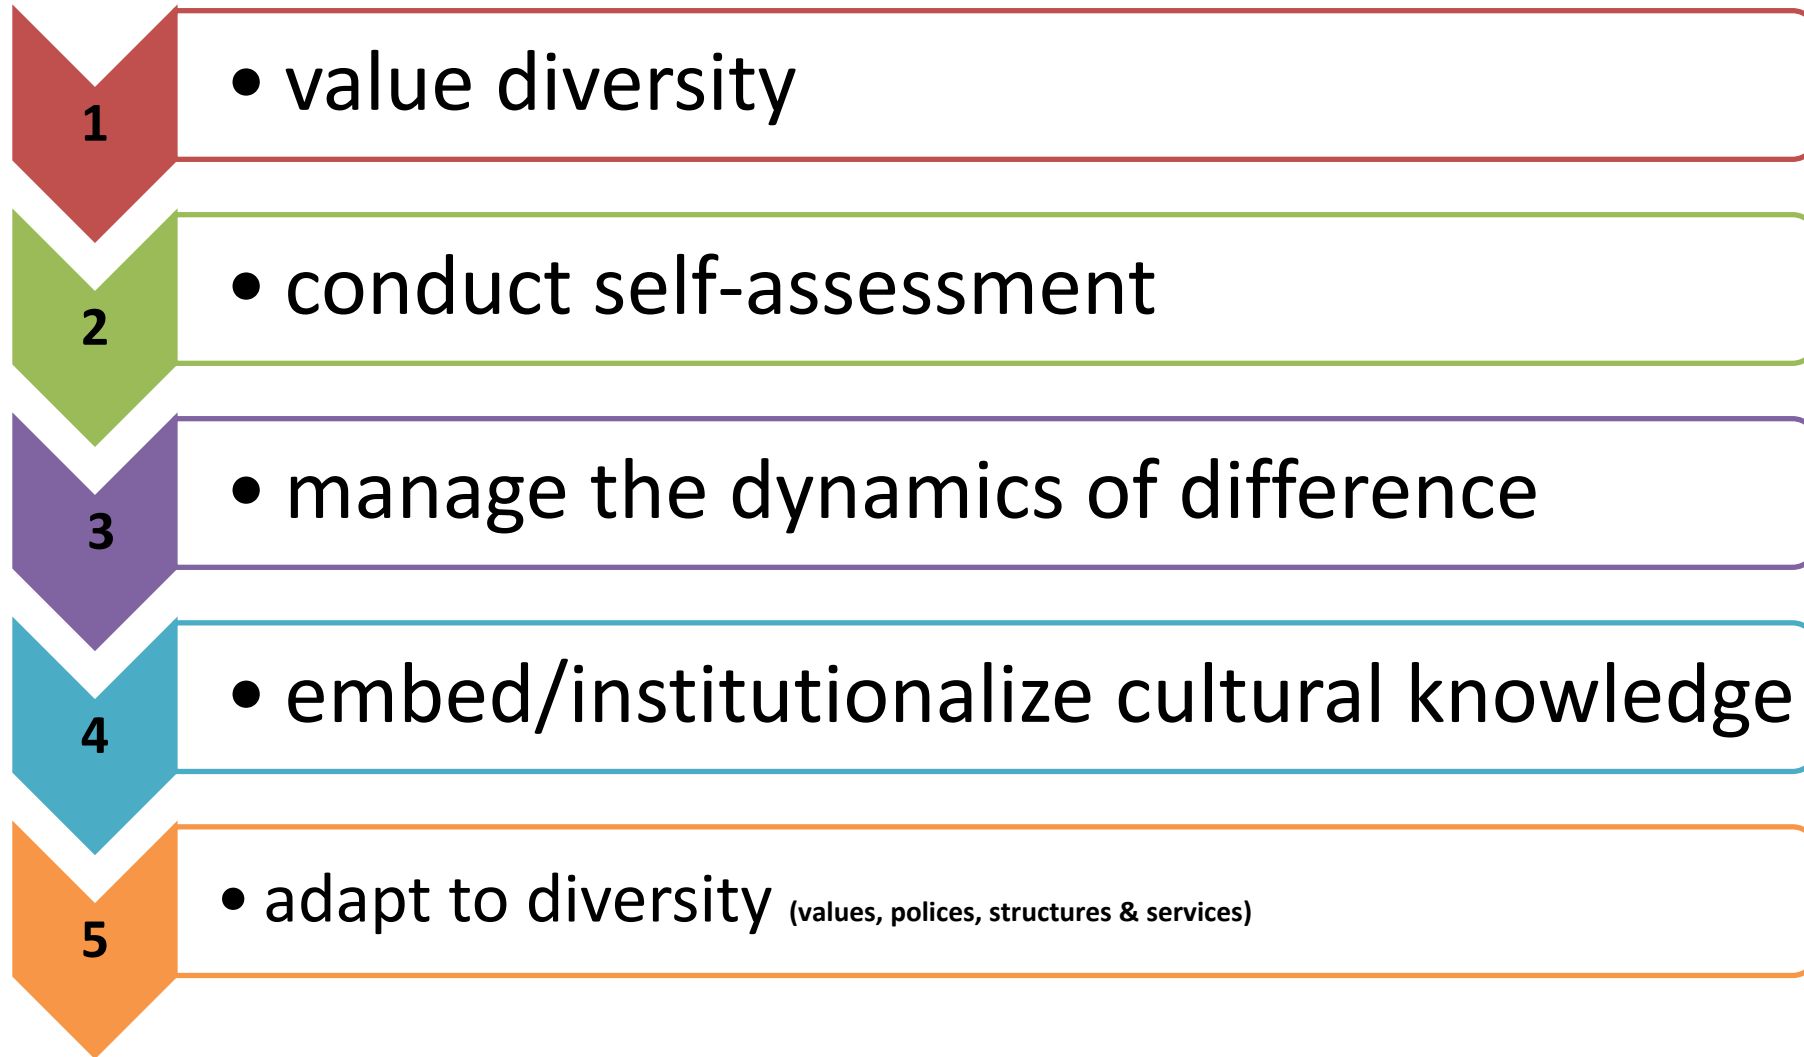 1 • value diversity
2 • conduct self-assessment
3 • manage the dynamics of difference
4 • embed/institutionalize cultural knowledge
5 • adapt to diversity (values, polices, structures & services)